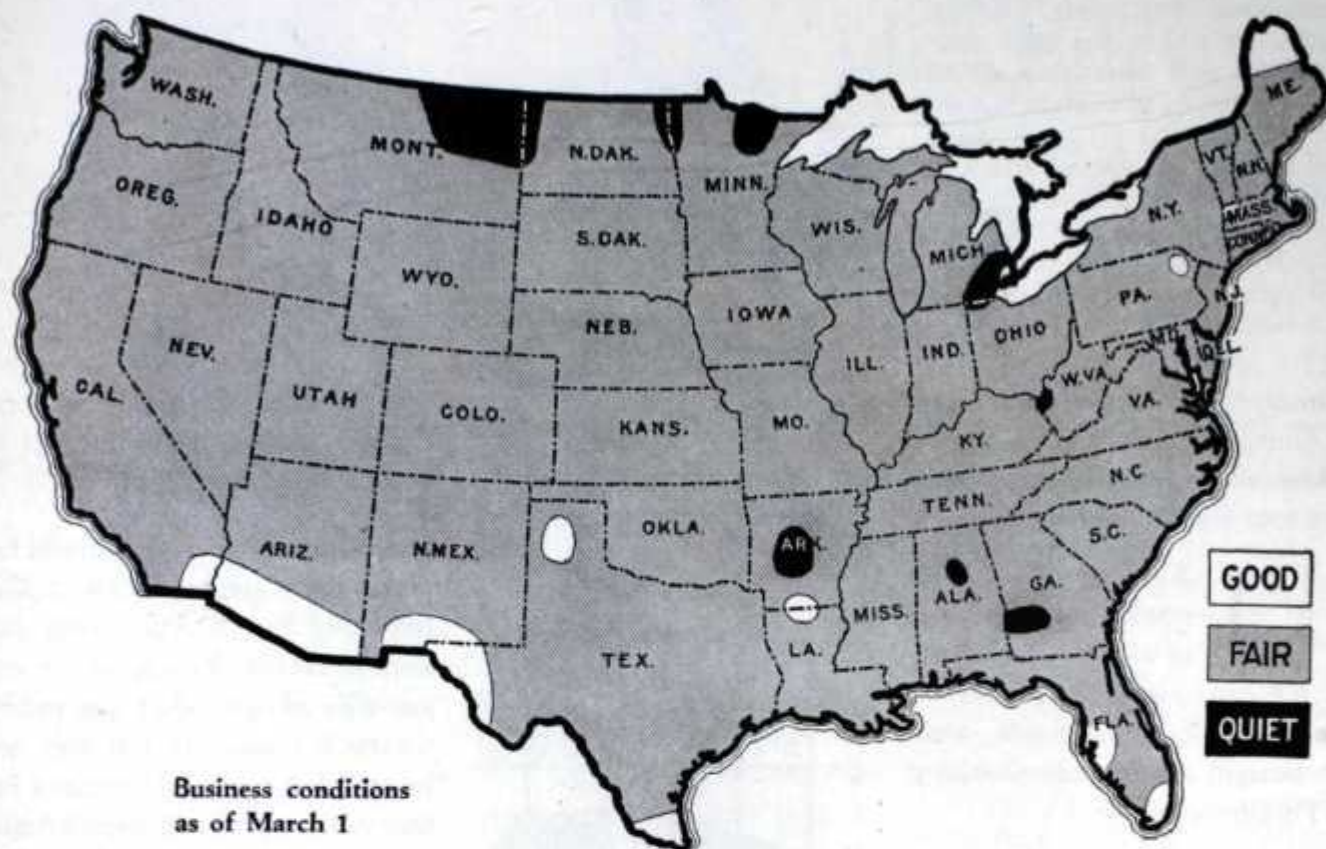 WASH.
OREG.
CAL.
NEV.
IDAHO
MONT.
WYO.
UTAH
COLO.
ARIZ.
N.MEX.
N.DAK.
S.DAK.
NEB.
KANS.
OKLA.
TEX.
MINN.
IOWA
MO.
ARK.
LA.
WIS.
ILL.
MICH.
IND.
OHIO
KY.
TENN.
MISS.
ALA.
GA.
FLA.
S.C.
N.C.
VA.
W.VA.
MD.
DEL.
PA.
N.J.
N.Y.
CONN.
MASS.
VT.
N.H.
ME.
GOOD
FAIR
QUIET
Business conditions
as of March 1